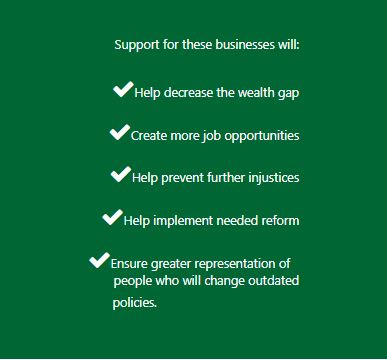 Support for these businesses will:
Help decrease the wealth gap
Create more job opportunities
Help prevent further injustices
Help implement needed reform
Ensure greater representation of
people who will change outdated
policies.